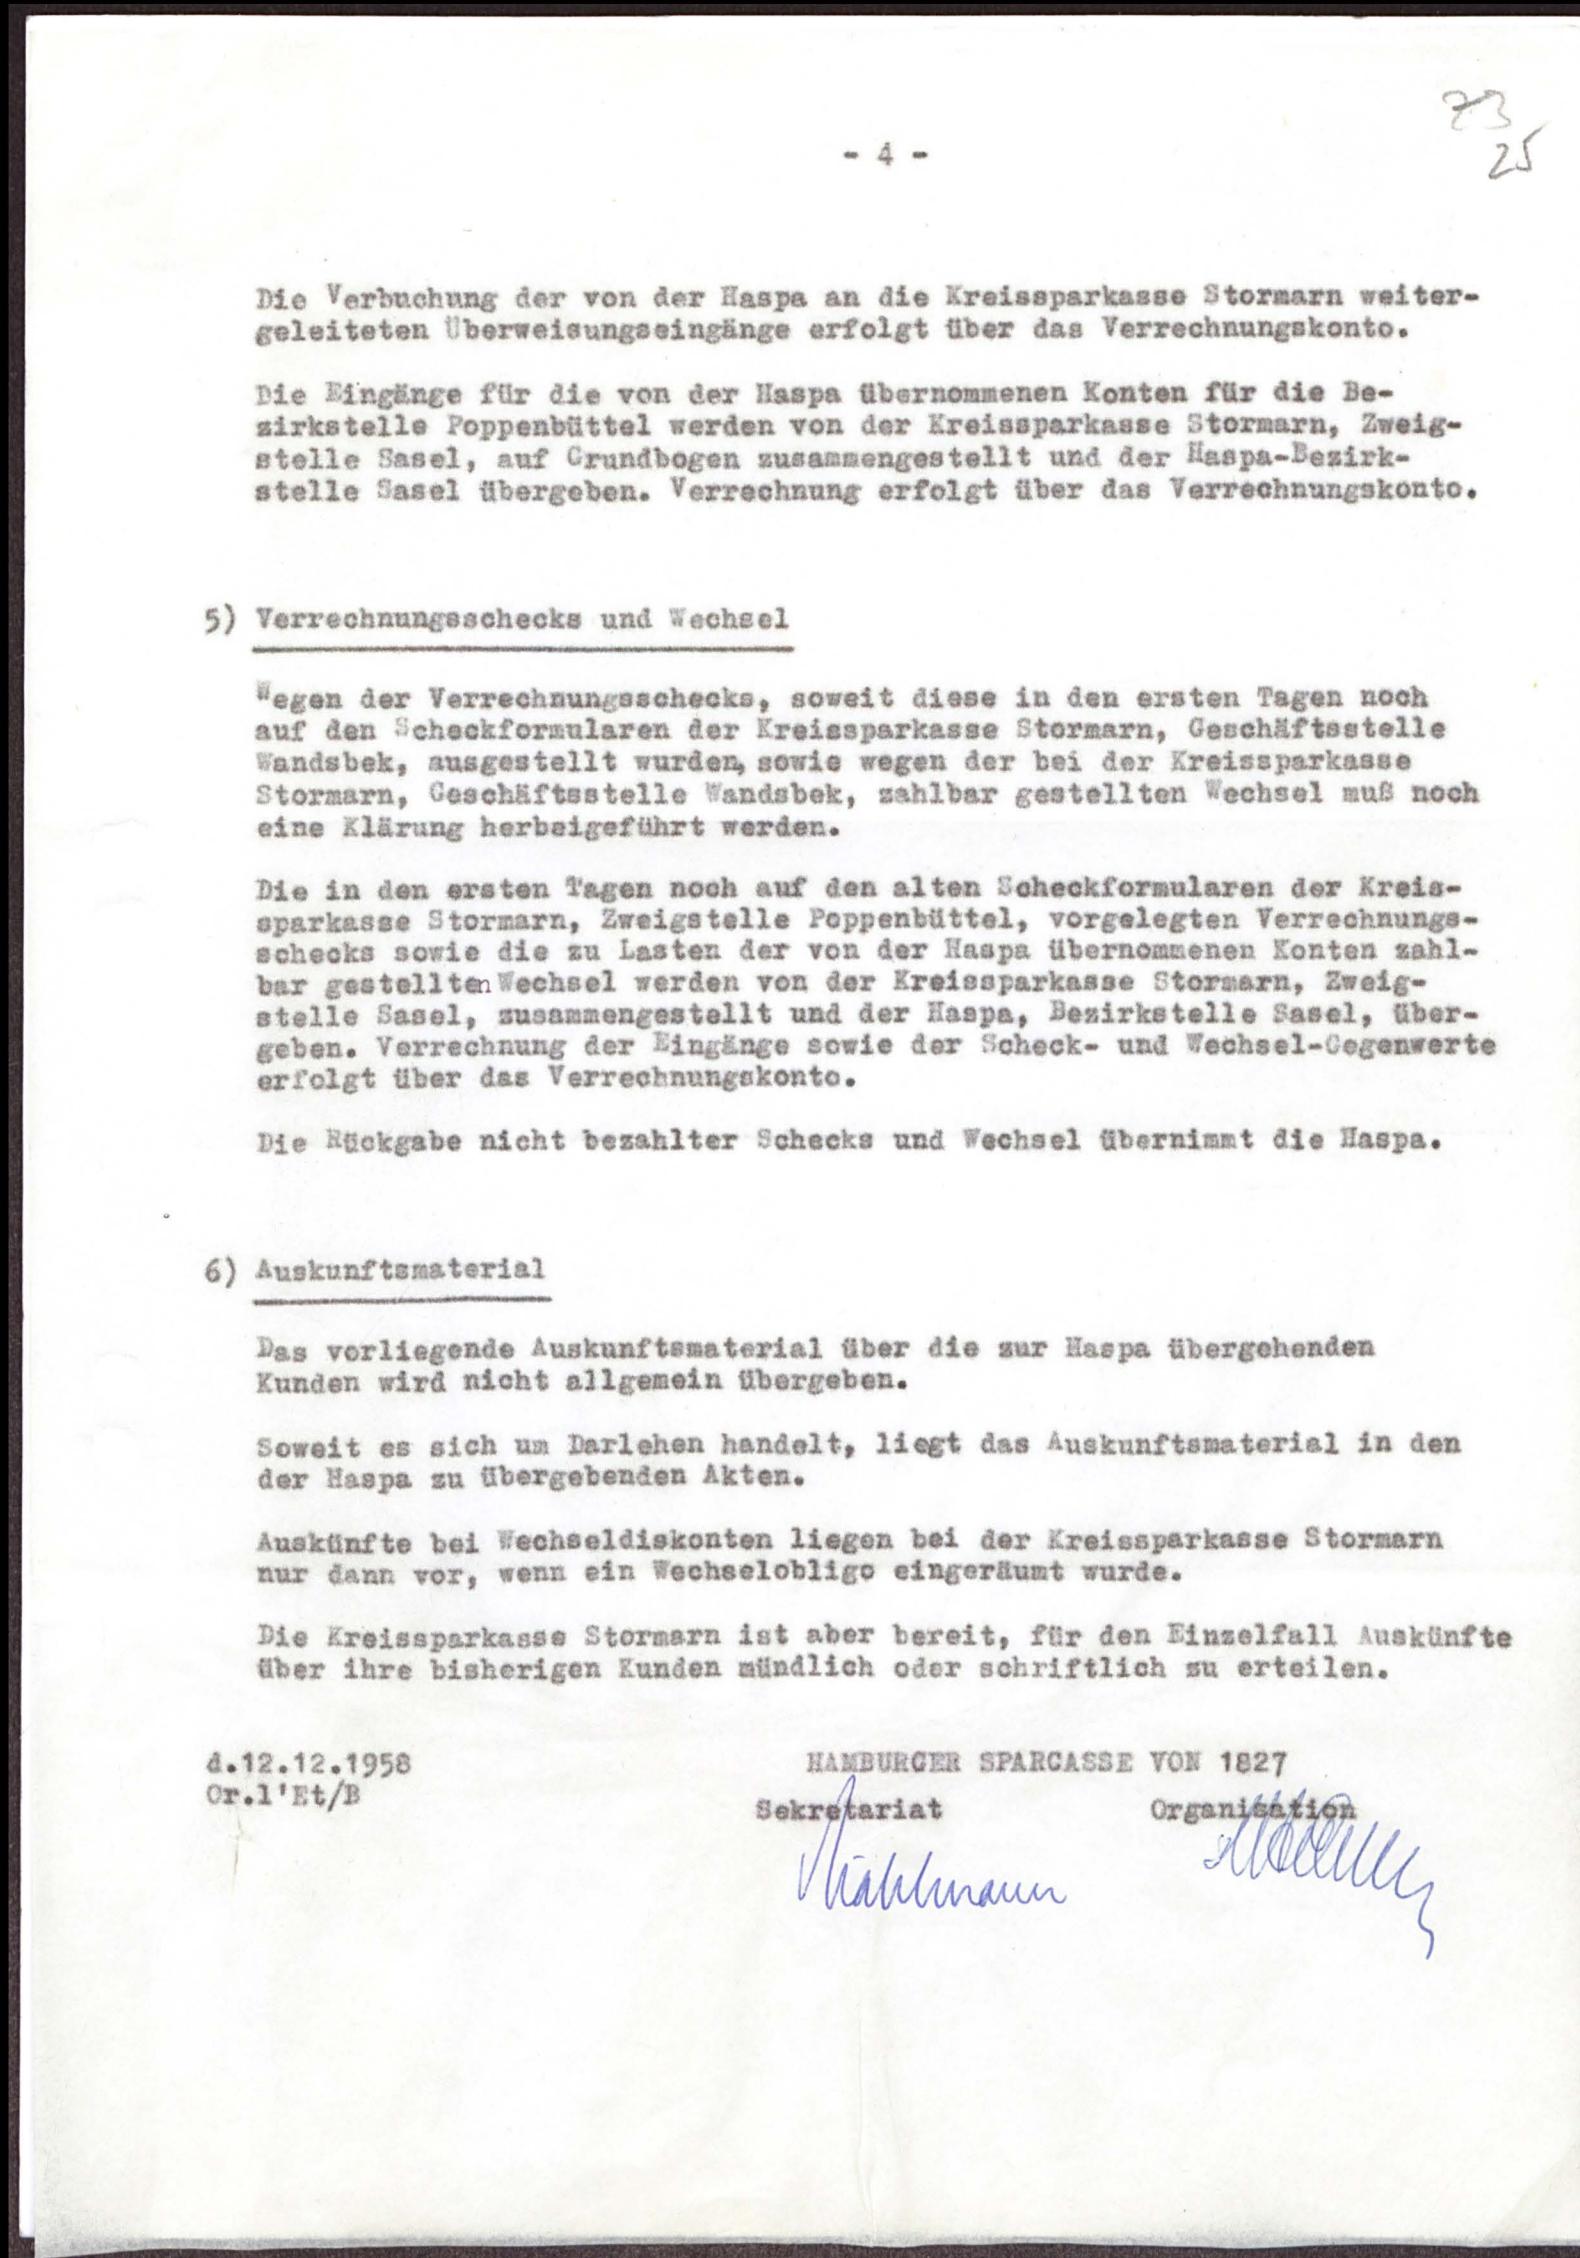 73
25
- 4 -
Die Verbuchung der von der Haspa an die Kreissparkasse Stormarn weiter-
geleiteten Überweisungseingänge erfolgt über das Verrechnungskonto.
Die Eingänge für die von der Haspa übernommenen Konten für die Be-
zirkstelle Poppenbüttel werden von der Kreissparkasse Stormarn, Zweig-
stelle Sasel, auf Grundbogen zusammengestellt und der Haspa-Bezirk-
stelle Sasel übergeben. Verrechnung erfolgt über das Verrechnungskonto.
5) Verrechnungsschecks und Wechsel
Wegen der Verrechnungsschecks, soweit diese in den ersten Tagen noch
auf den Scheckformularen der Kreissparkasse Stormarn, Geschäftsstelle
Wandsbek, ausgestellt wurden, sowie wegen der bei der Kreissparkasse
Stormarn, Geschäftsstelle Wandsbek, zahlbar gestellten Wechsel muß noch
eine Klärung herbeigeführt werden.
Die in den ersten Tagen noch auf den alten Scheckformularen der Kreis-
sparkasse Stormarn, Zweigstelle Poppenbüttel, vorgelegten Verrechnungs-
schecks sowie die zu Lasten der von der Haspa übernommenen Konten zahl-
bar gestellten Wechsel werden von der Kreissparkasse Stormarn, Zweig-
stelle Sasel, zusammengestellt und der Haspa, Bezirkstelle Sasel, über-
geben. Verrechnung der Eingänge sowie der Scheck- und Wechsel-Gegenwerte
erfolgt über das Verrechnungskonto.
Die Rückgabe nicht bezahlter Schecks und Wechsel übernimmt die Haspa.
6) Auskunftsmaterial
Das vorliegende Auskunftsmaterial über die zur Haspa übergehenden
Kunden wird nicht allgemein übergeben.
Soweit es sich um Darlehen handelt, liegt das Auskunftsmaterial in den
der Haspa zu übergebenden Akten.
Auskünfte bei Wechseldiskonten liegen bei der Kreissparkasse Stormarn
nur dann vor, wenn ein Wechselobligo eingeräumt wurde.
Die Kreissparkasse Stormarn ist aber bereit, für den Einzelfall Auskünfte
über ihre bisherigen Kunden mündlich oder schriftlich zu erteilen.
d.12.12.1958
Or.l'Et/B
HAMBURGER SPARCASSE VON 1827
Sekretariat Organisation